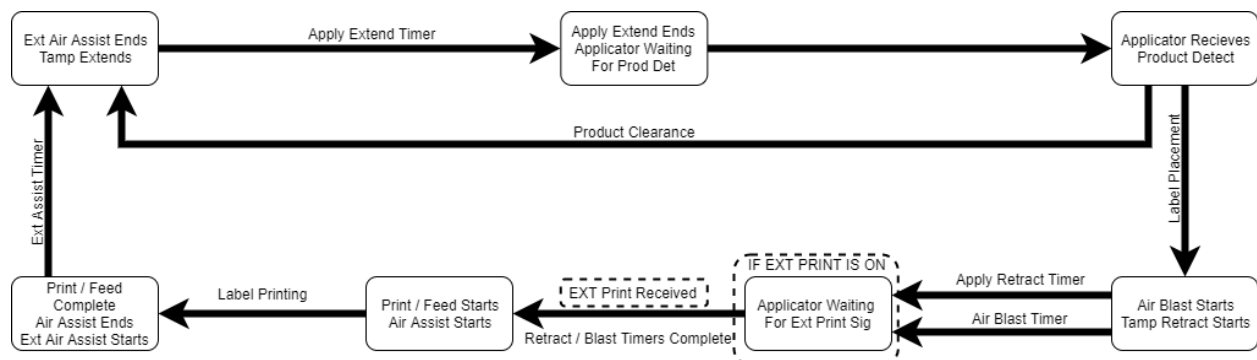 Ext Air Assist Ends
Tamp Extends
Apply Extend Timer
Apply Extend Ends
Applicator Waiting
For Prod Det
Applicator Recieves
Product Detect
Product Clearance
Ext Assist Timer
Label Placement
IF EXT PRINT IS ON
Print / Feed
Complete
Air Assist Ends
Ext Air Assist Starts
Label Printing
Print / Feed Starts
Air Assist Starts
EXT Print Received
Retract / Blast Timers Complete
Applicator Waiting
For Ext Print Sig
Apply Retract Timer
Air Blast Timer
Air Blast Starts
Tamp Retract Starts